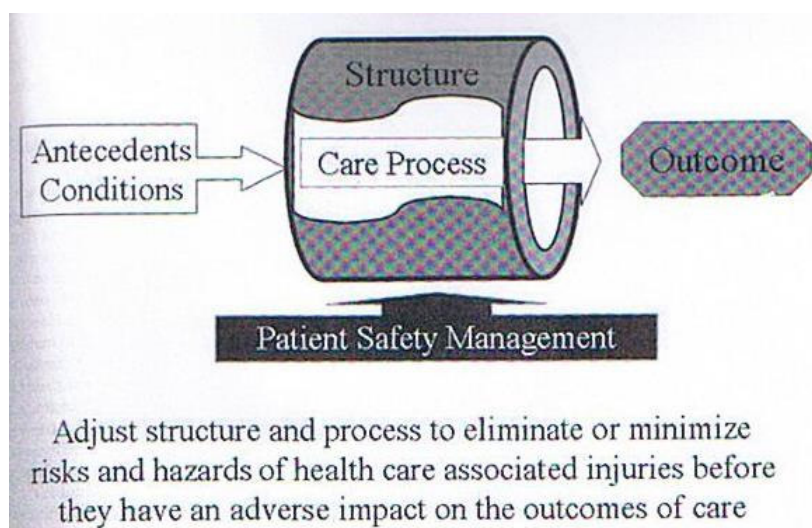 Structure
Antecedents
Conditions
Care Process
Outcome
Patient Safety Management
Adjust structure and process to eliminate or minimize
risks and hazards of health care associated injuries before
they have an adverse impact on the outcomes of care